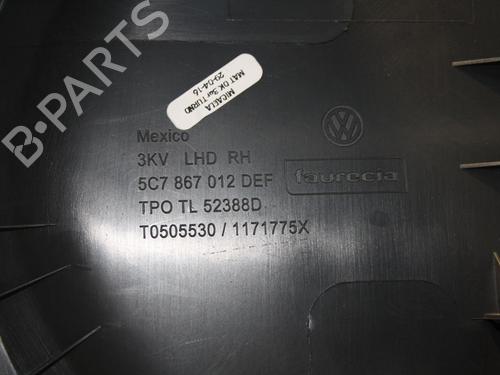 MICAELA
MAT OK 3er TURNO
29-04-16
Mexico
3KV LHD RH
5C7 867 012 DEF
TPO TL 52388D
T0505530 / 1171775X
faurecia
B-PARTS